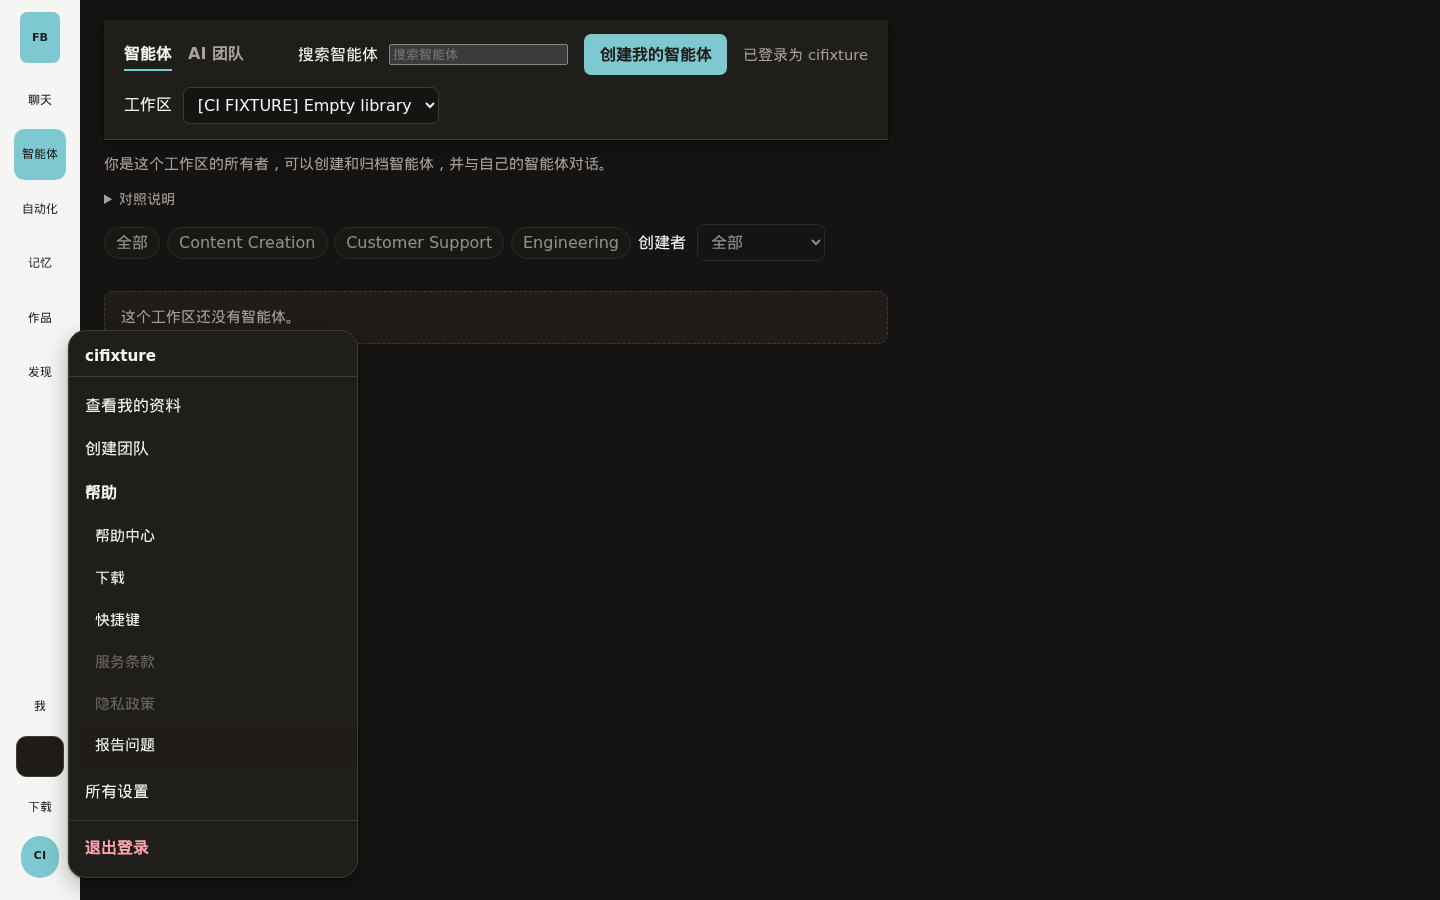 FB
聊天
智能体
自动化
记忆
作品
发现
我
下载
CI
智能体 AI 团队 搜索智能体 搜索智能体 创建我的智能体 已登录为 cifixture
工作区 [CI FIXTURE] Empty library
你是这个工作区的所有者，可以创建和归档智能体，并与自己的智能体对话。
对照说明
全部 Content Creation Customer Support Engineering 创建者 全部
这个工作区还没有智能体。
cifixture
查看我的资料
创建团队
帮助
帮助中心
下载
快捷键
服务条款
隐私政策
报告问题
所有设置
退出登录